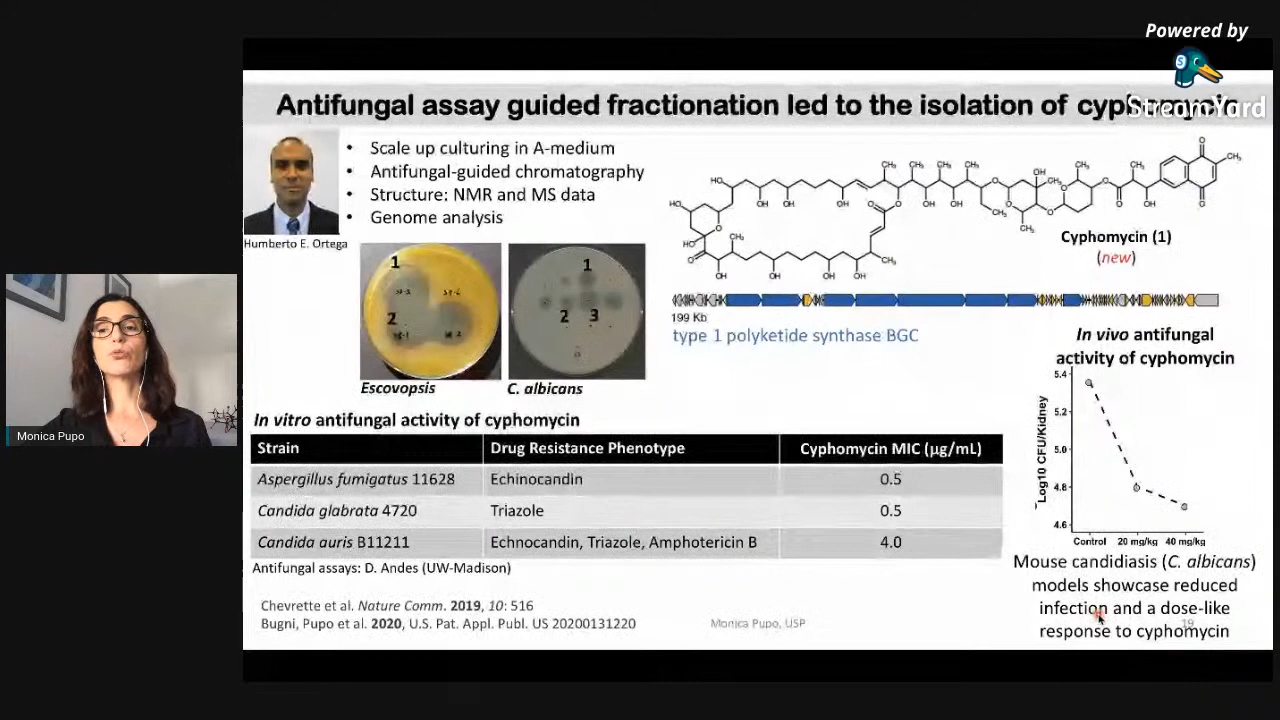 Powered by
StreamYard
Antifungal assay guided fractionation led to the isolation of cyphomycin
• Scale up culturing in A-medium
• Antifungal-guided chromatography
• Structure: NMR and MS data
• Genome analysis
Humberto E. Ortega
1
2
Escovopsis
1
2 3
C. albicans
Cyphomycin (1)
(new)
199 Kb
type 1 polyketide synthase BGC
In vitro antifungal activity of cyphomycin
Strain Drug Resistance Phenotype Cyphomycin MIC (µg/mL)
Aspergillus fumigatus 11628 Echinocandin 0.5
Candida glabrata 4720 Triazole 0.5
Candida auris B11211 Echnocandin, Triazole, Amphotericin B 4.0
Antifungal assays: D. Andes (UW-Madison)
In vivo antifungal
activity of cyphomycin
Log10 CFU/Kidney
5.4
5.2
5.0
4.8
4.6
Control 20 mg/kg 40 mg/kg
Mouse candidiasis (C. albicans)
models showcase reduced
infection and a dose-like
response to cyphomycin
Chevrette et al. Nature Comm. 2019, 10: 516
Bugni, Pupo et al. 2020, U.S. Pat. Appl. Publ. US 20200131220
Monica Pupo, USP
19
Monica Pupo